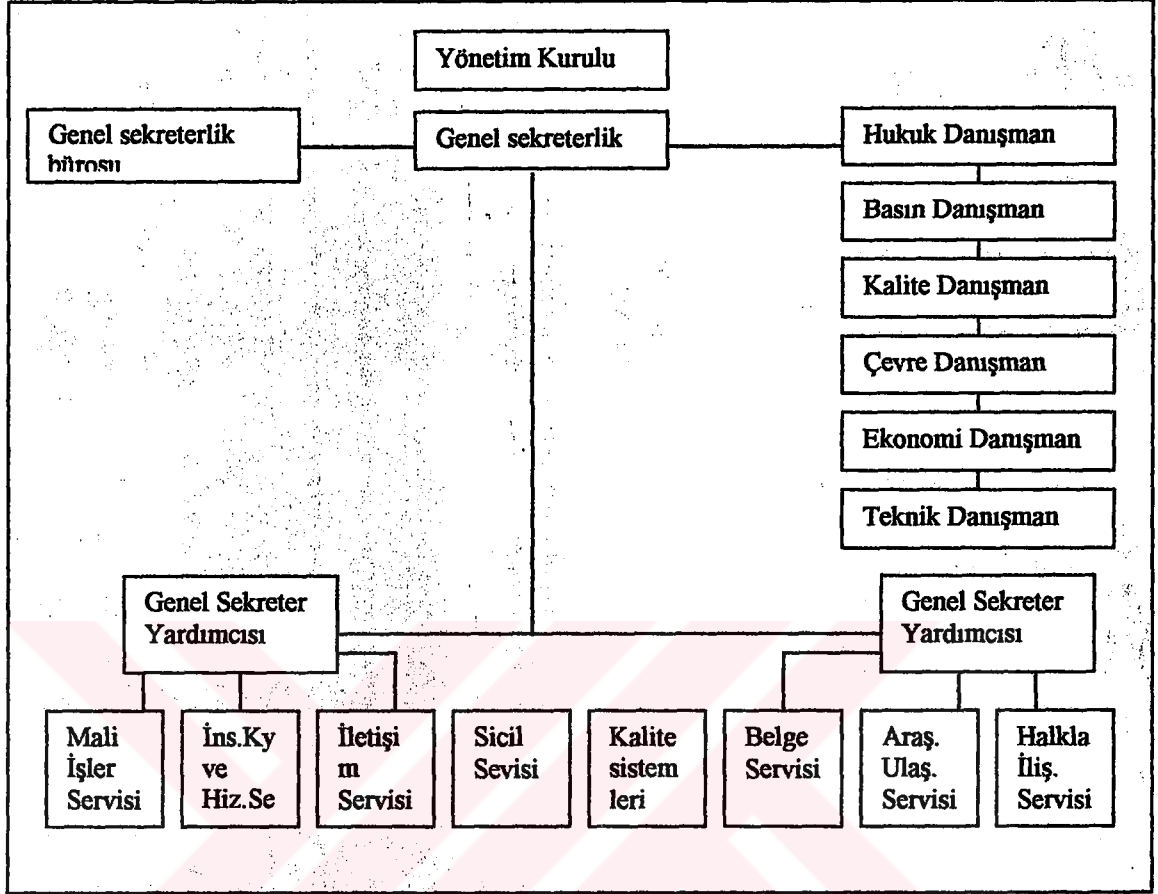 Yönetim Kurulu
Genel sekreterlik
bürosu
Genel sekreterlik
Hukuk Danışman
Basın Danışman
Kalite Danışman
Çevre Danışman
Ekonomi Danışman
Teknik Danışman
Genel Sekreter
Yardımcısı
Genel Sekreter
Yardımcısı
Mali
İşler
Servisi
İns.Ky
ve
Hiz.Se
İletişi
m
Servisi
Sicil
Sevisi
Kalite
sistem
leri
Belge
Servisi
Araş.
Ulaş.
Servisi
Halkla
İliş.
Servisi